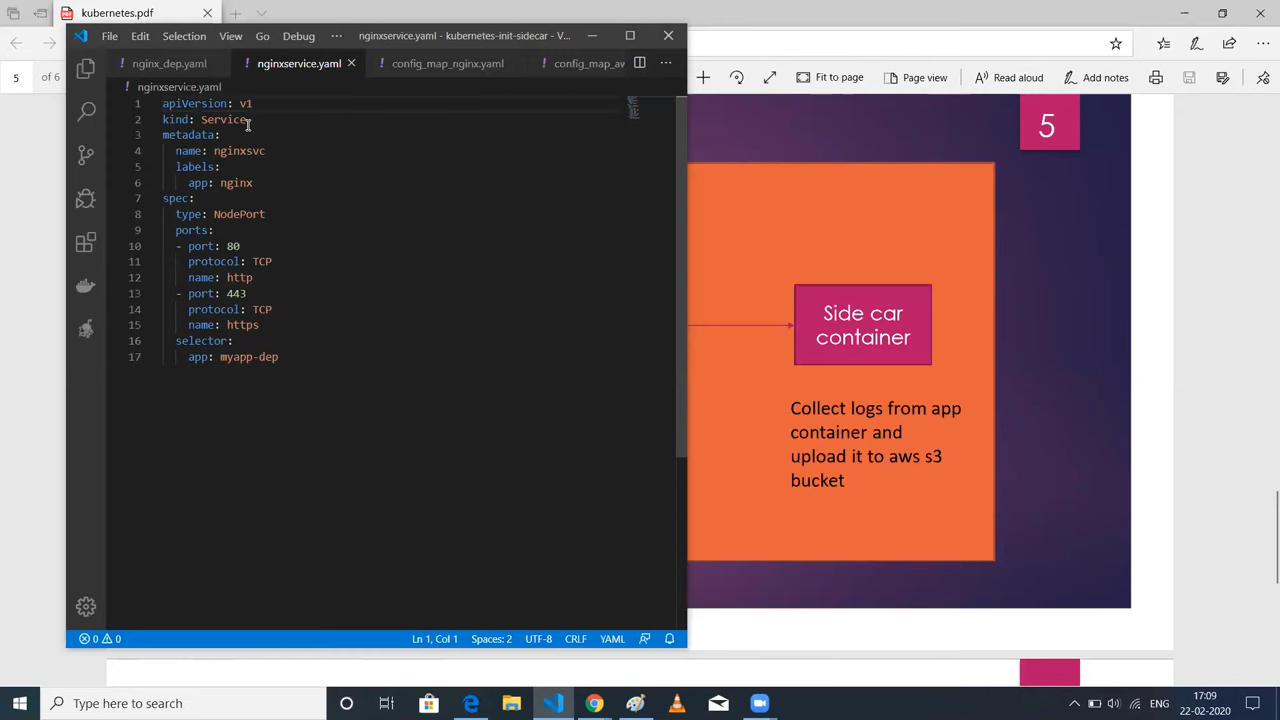 kubernetes.pdf
File Edit Selection View Go Debug ··· nginxservice.yaml - kubernetes-init-sidecar - V...
5 of 6
Fit to page
Page view
Read aloud
Add notes
nginx_dep.yaml
nginxservice.yaml
config_map_nginx.yaml
config_map_aw
nginxservice.yaml
1 apiVersion: v1
2 kind: Service
3 metadata:
4 name: nginxsvc
5 labels:
6 app: nginx
7 spec:
8 type: NodePort
9 ports:
10 - port: 80
11 protocol: TCP
12 name: http
13 - port: 443
14 protocol: TCP
15 name: https
16 selector:
17 app: myapp-dep
5
Side car
container
Collect logs from app
container and
upload it to aws s3
bucket
0 0
Ln 1, Col 1 Spaces: 2 UTF-8 CRLF YAML
Type here to search
ENG
17:09
22-02-2020